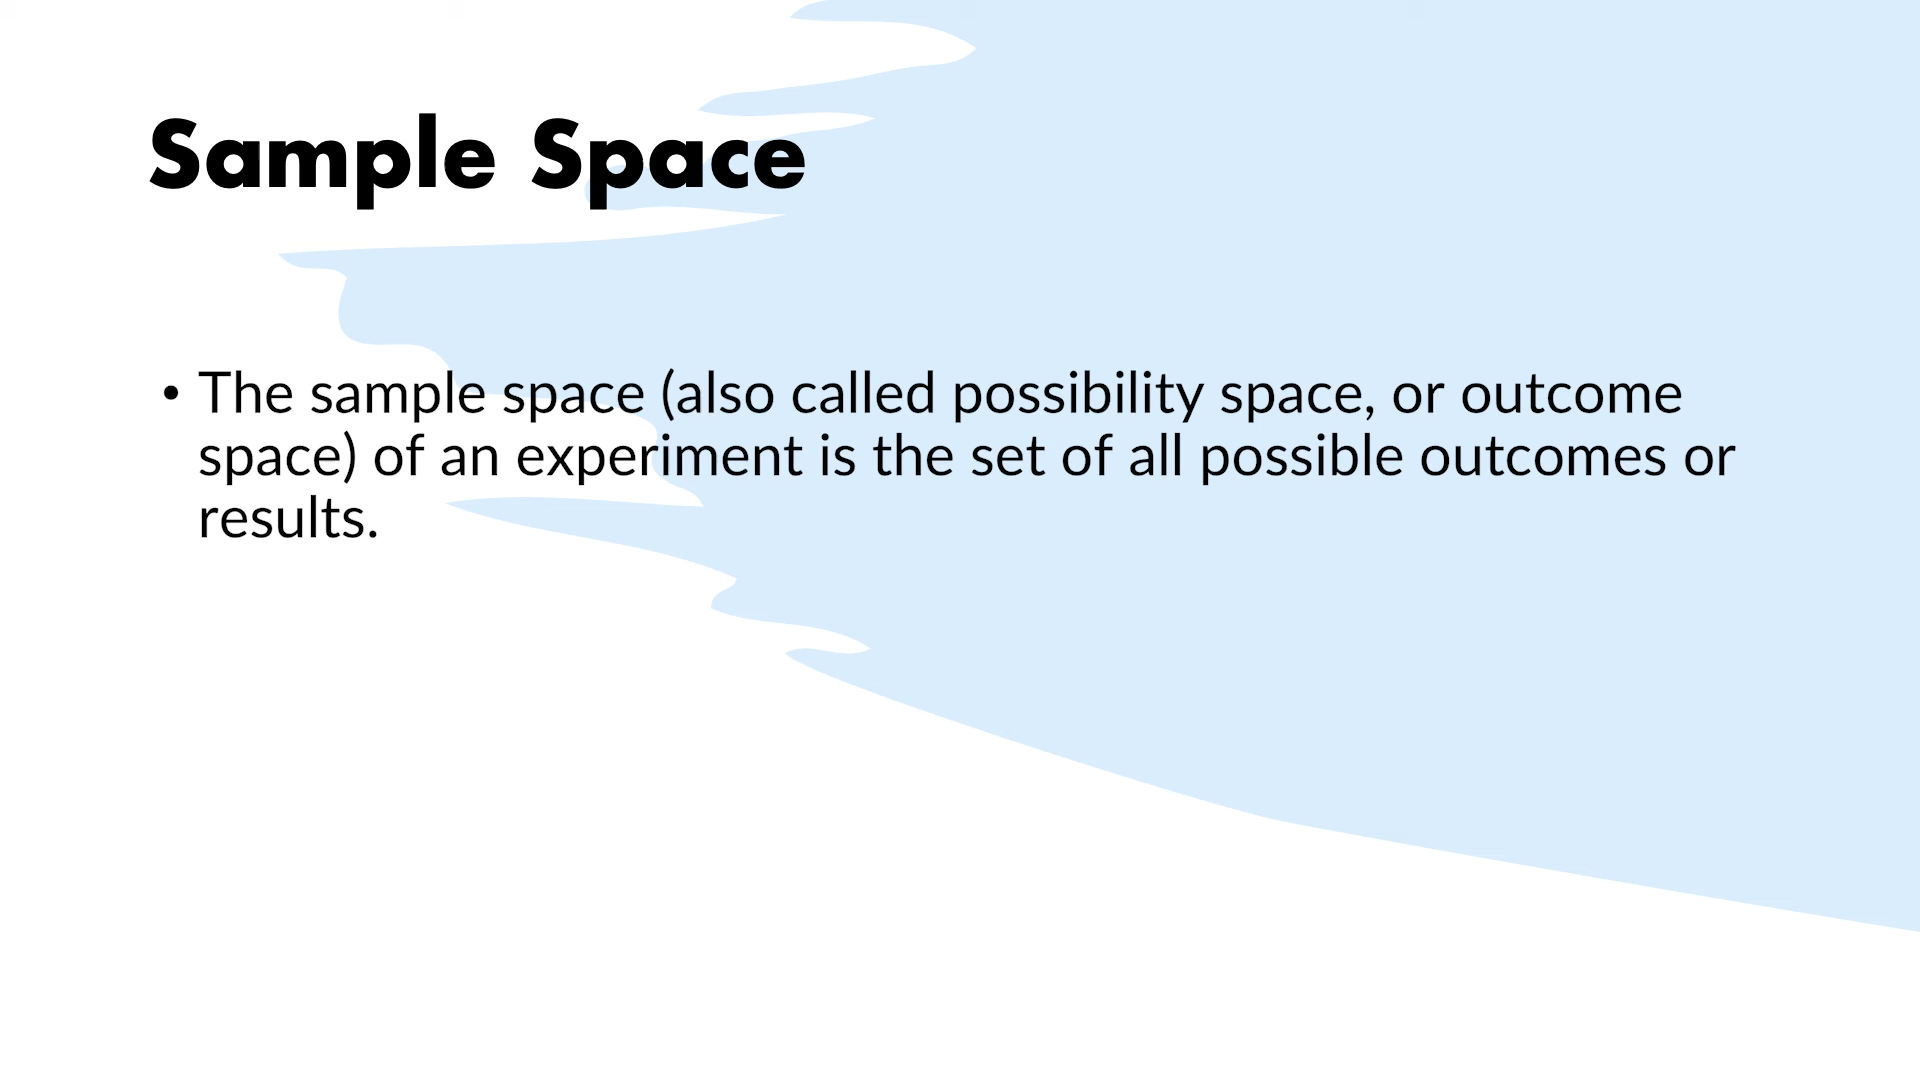 Sample Space
• The sample space (also called possibility space, or outcome
space) of an experiment is the set of all possible outcomes or
results.